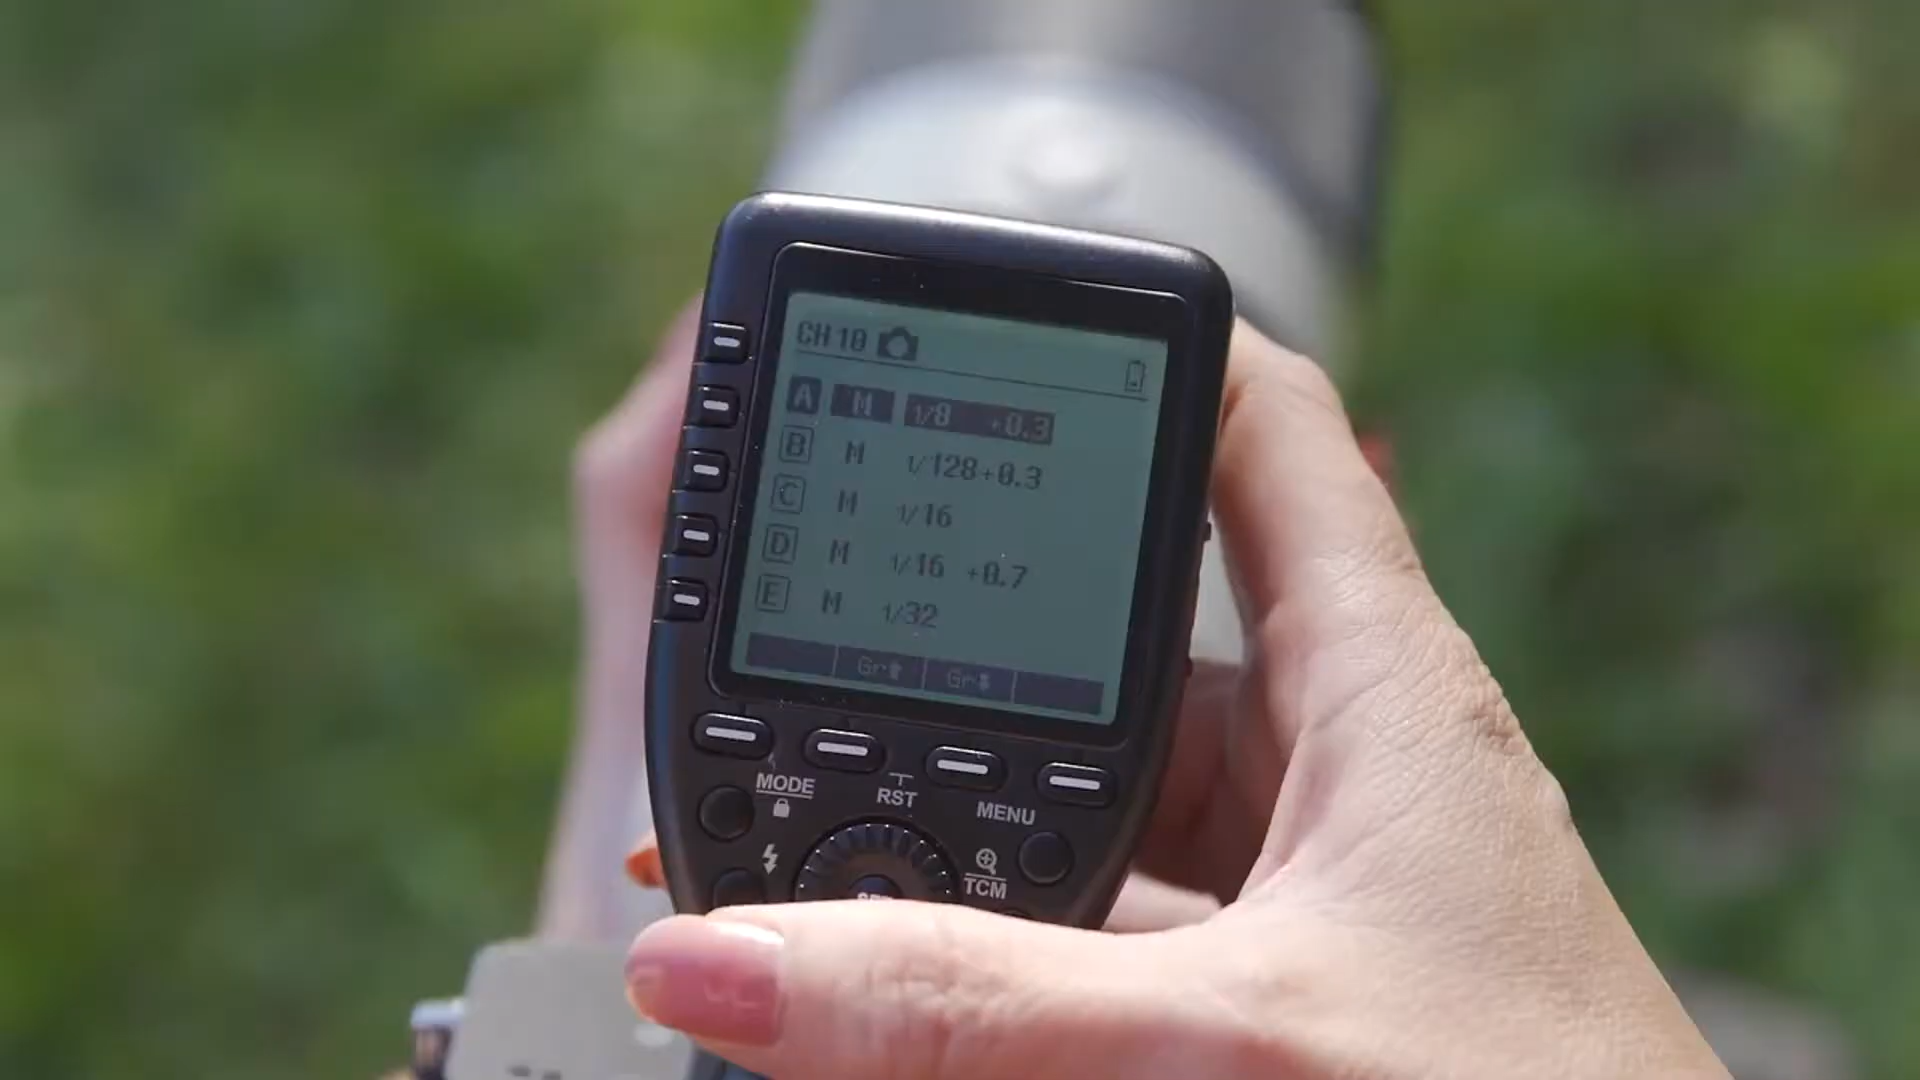 CH 10
A M 1/8 +0.3
B M 1/128+0.3
C M 1/16
D M 1/16 +0.7
E M 1/32
Gr Gr
MODE
RST
MENU
TCM